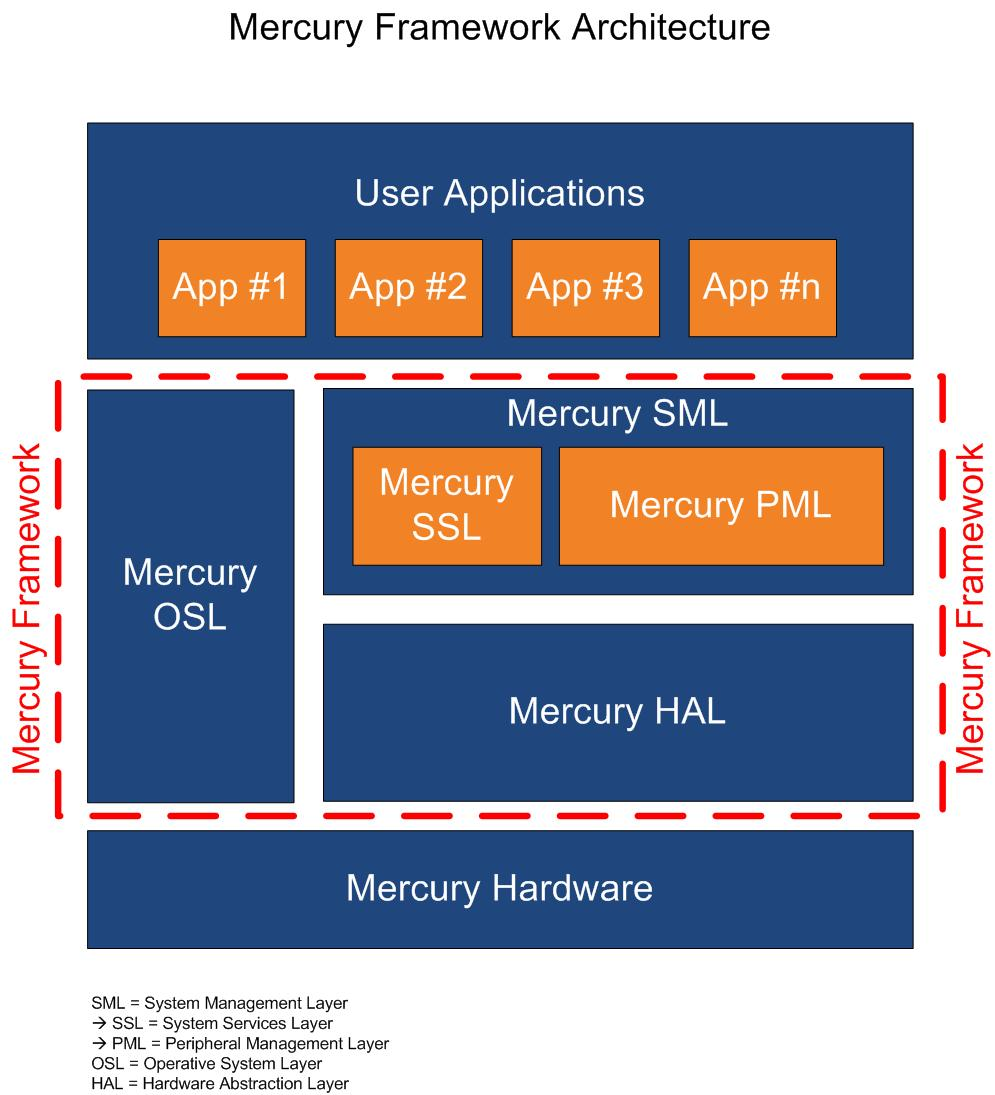 Mercury Framework Architecture
User Applications
App #1
App #2
App #3
App #n
Mercury Framework
Mercury
OSL
Mercury SML
Mercury
SSL
Mercury PML
Mercury HAL
Mercury Framework
Mercury Hardware
SML = System Management Layer
→ SSL = System Services Layer
→ PML = Peripheral Management Layer
OSL = Operative System Layer
HAL = Hardware Abstraction Layer